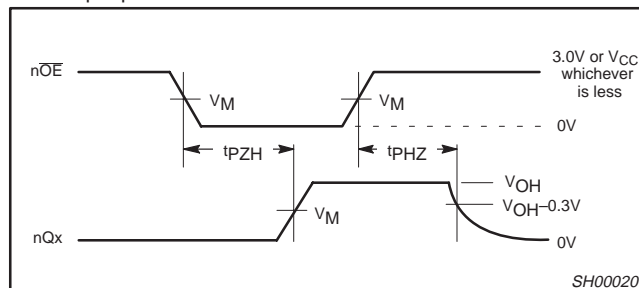 3.0V or VCC
whichever
is less
nOE
VM
VM
0V
tPZH
tPHZ
VOH
VOH–0.3V
VM
nQx
0V
SH00020